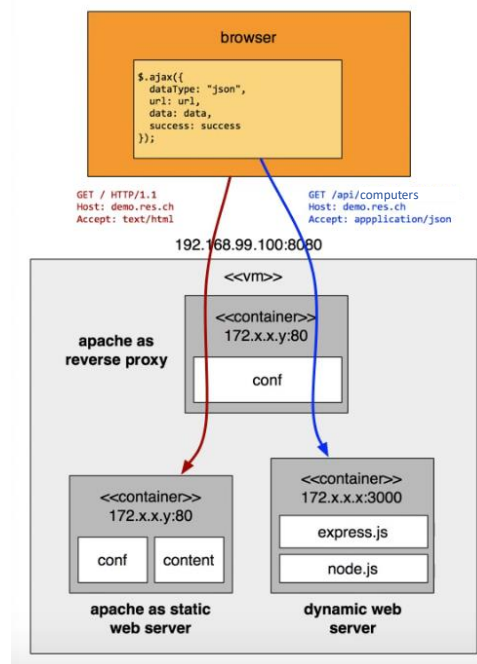 browser
$.ajax({
  dataType: "json",
  url: url,
  data: data,
  success: success
});
GET / HTTP/1.1
Host: demo.res.ch
Accept: text/html
GET /api/computers
Host: demo.res.ch
Accept: appplication/json
192.168.99.100:8080
<<vm>>
<<container>>
172.x.x.y:80
apache as
reverse proxy
conf
<<container>>
172.x.x.y:80
conf
content
apache as static
web server
<<container>>
172.x.x.x:3000
express.js
node.js
dynamic web
server